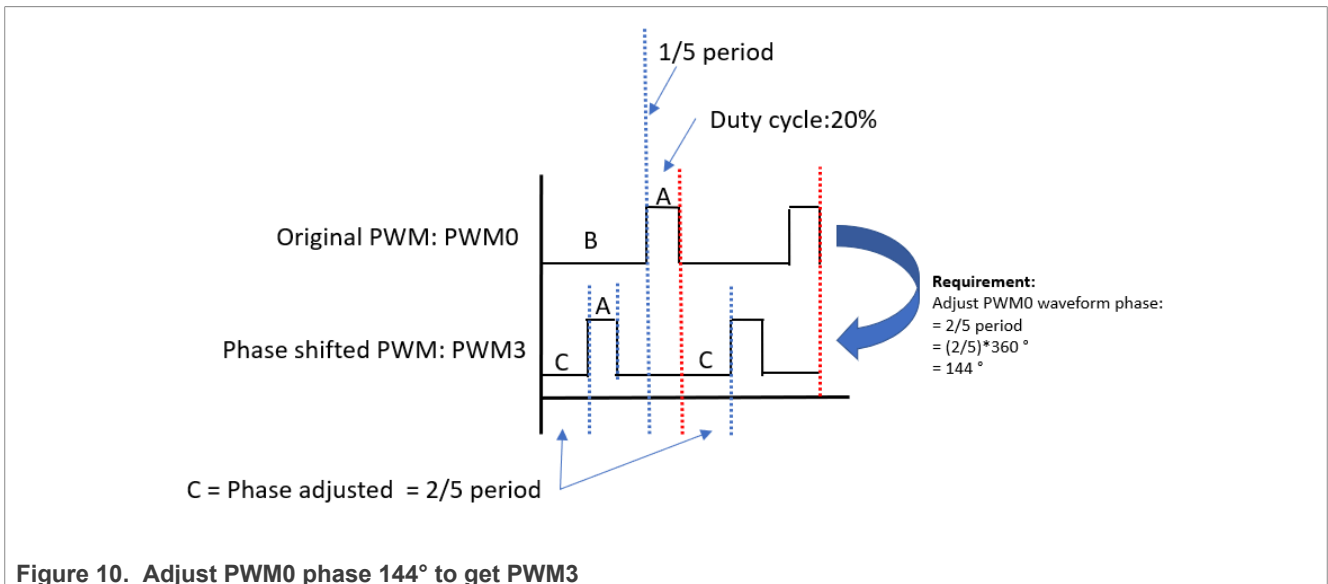 1/5 period
Duty cycle:20%
A
Original PWM: PWM0
B
Requirement:
Adjust PWM0 waveform phase:
= 2/5 period
= (2/5)*360 °
= 144 °
A
Phase shifted PWM: PWM3
C
C
C = Phase adjusted = 2/5 period
Figure 10. Adjust PWM0 phase 144° to get PWM3